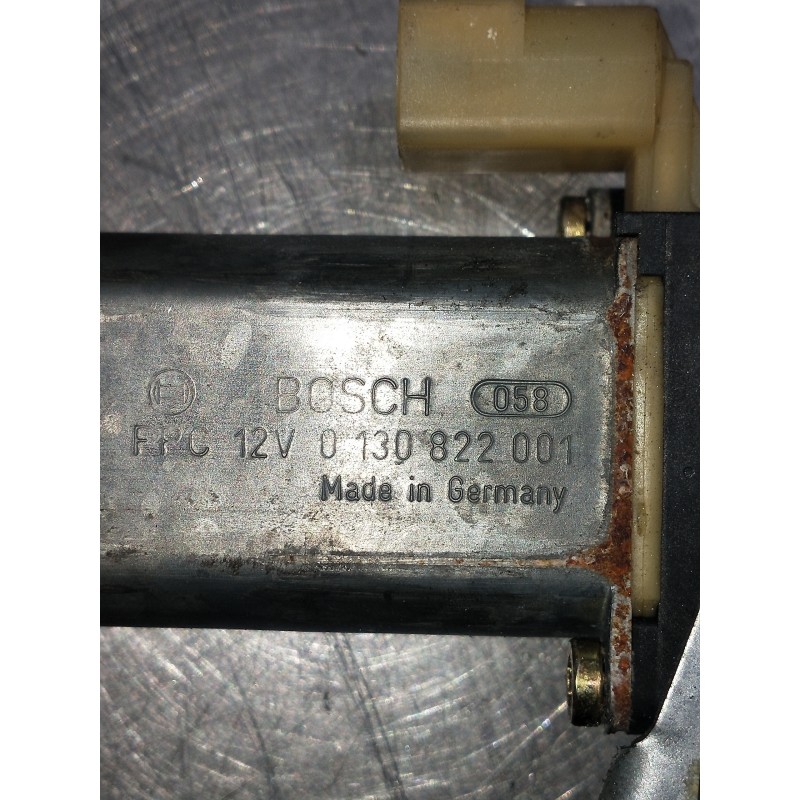 BOSCH 058
FPC 12V 0 130 822 001
Made in Germany